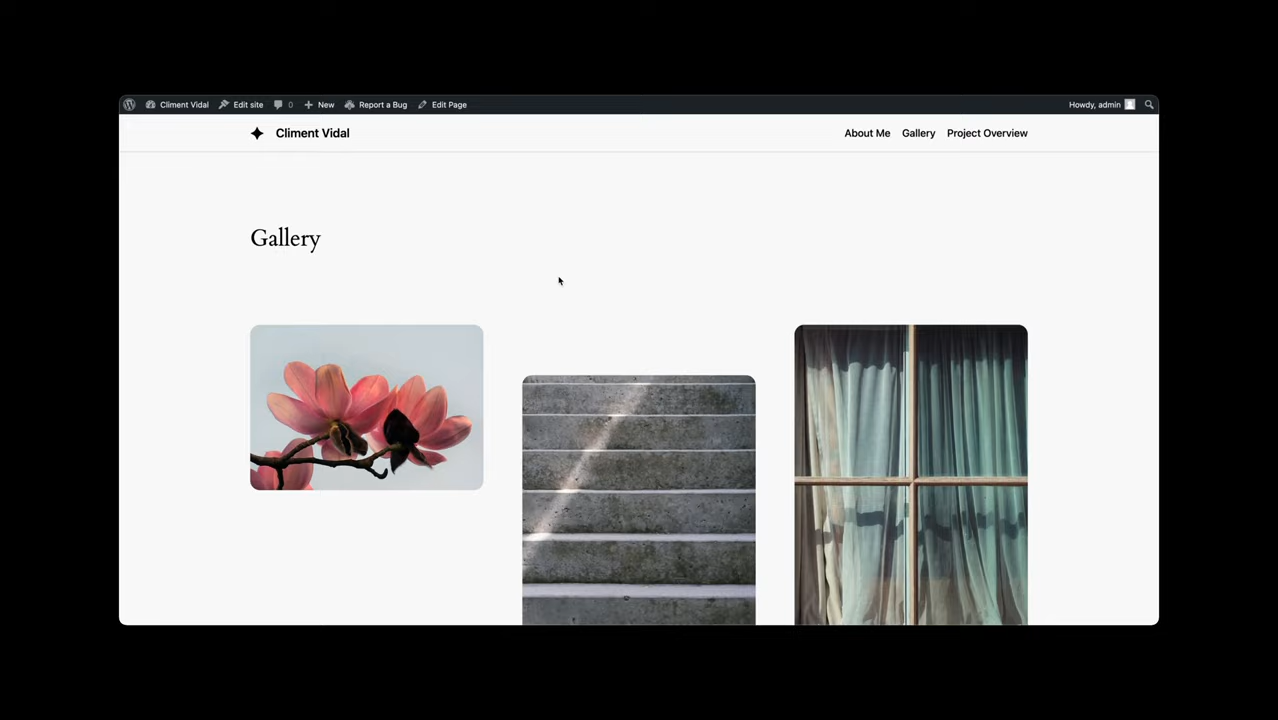 Climent Vidal Edit site 0 New Report a Bug Edit Page Howdy, admin
Climent Vidal About Me Gallery Project Overview
Gallery